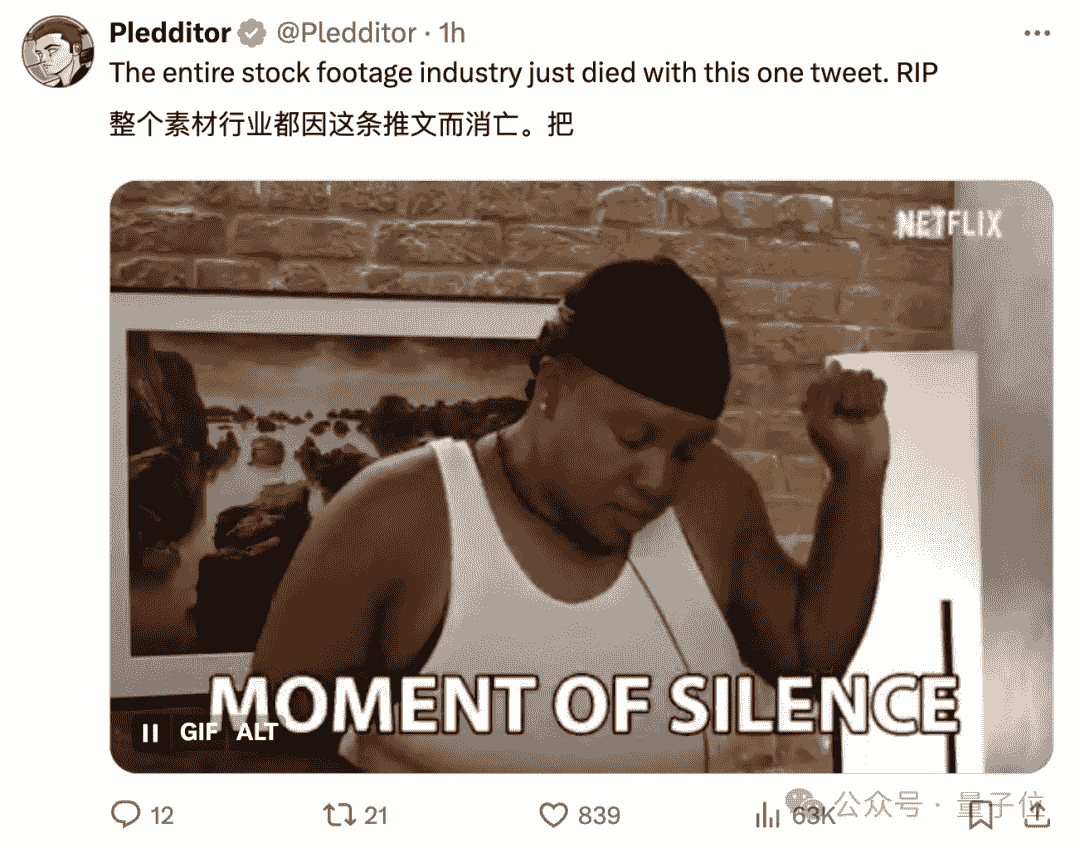 Pledditor @Pledditor · 1h
The entire stock footage industry just died with this one tweet. RIP
整个素材行业都因这条推文而消亡。把
NETFLIX
MOMENT OF SILENCE
GIF ALT
12 21 839 63K
公众号 · 量子位